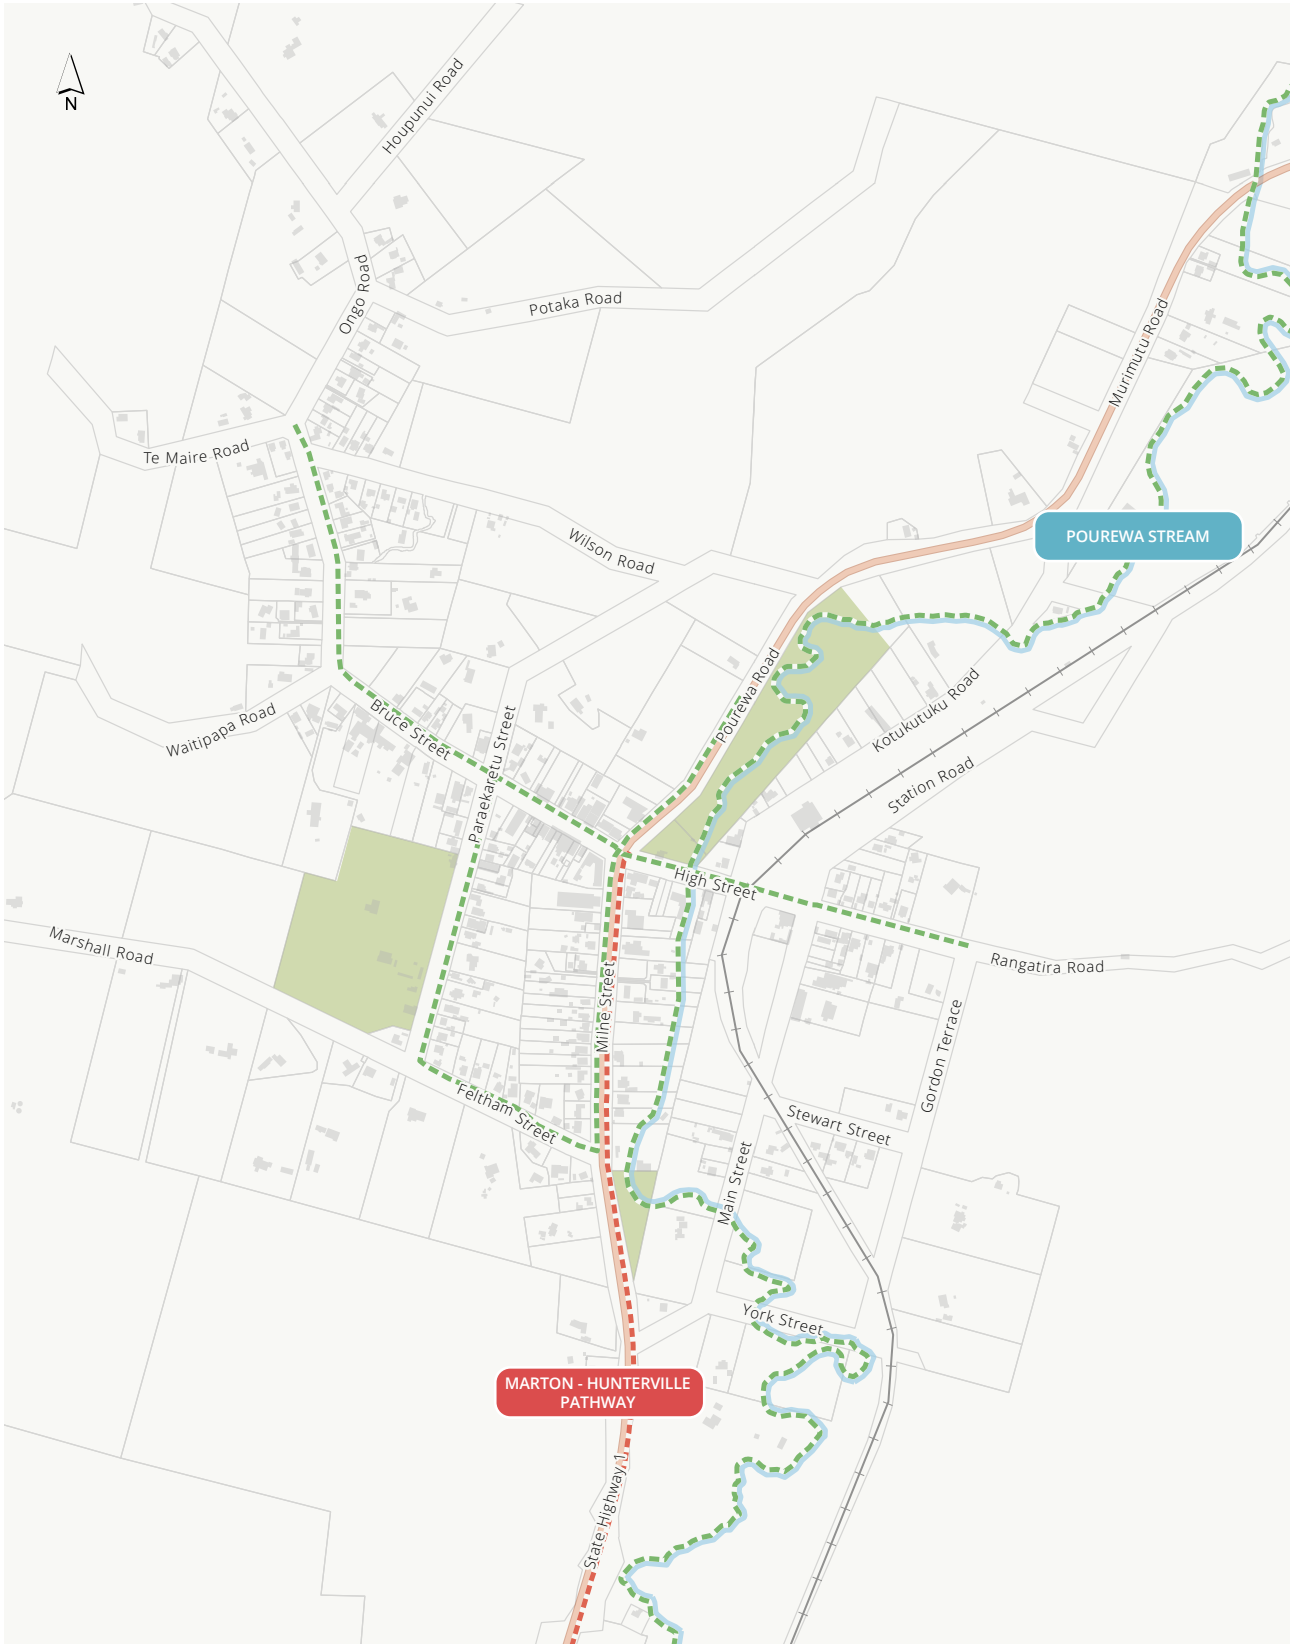 Houpunui Road
N
Ongo Road
Potaka Road
Murimutu Road
Te Maire Road
Wilson Road
POUREWA STREAM
Pourewa Road
Kotukutuku Road
Waitipapa Road
Bruce Street
Paraekaretu Street
Station Road
High Street
Marshall Road
Rangatira Road
Milne Street
Gordon Terrace
Feltham Street
Stewart Street
Main Street
York Street
MARTON - HUNTERVILLE
PATHWAY
State Highway 1